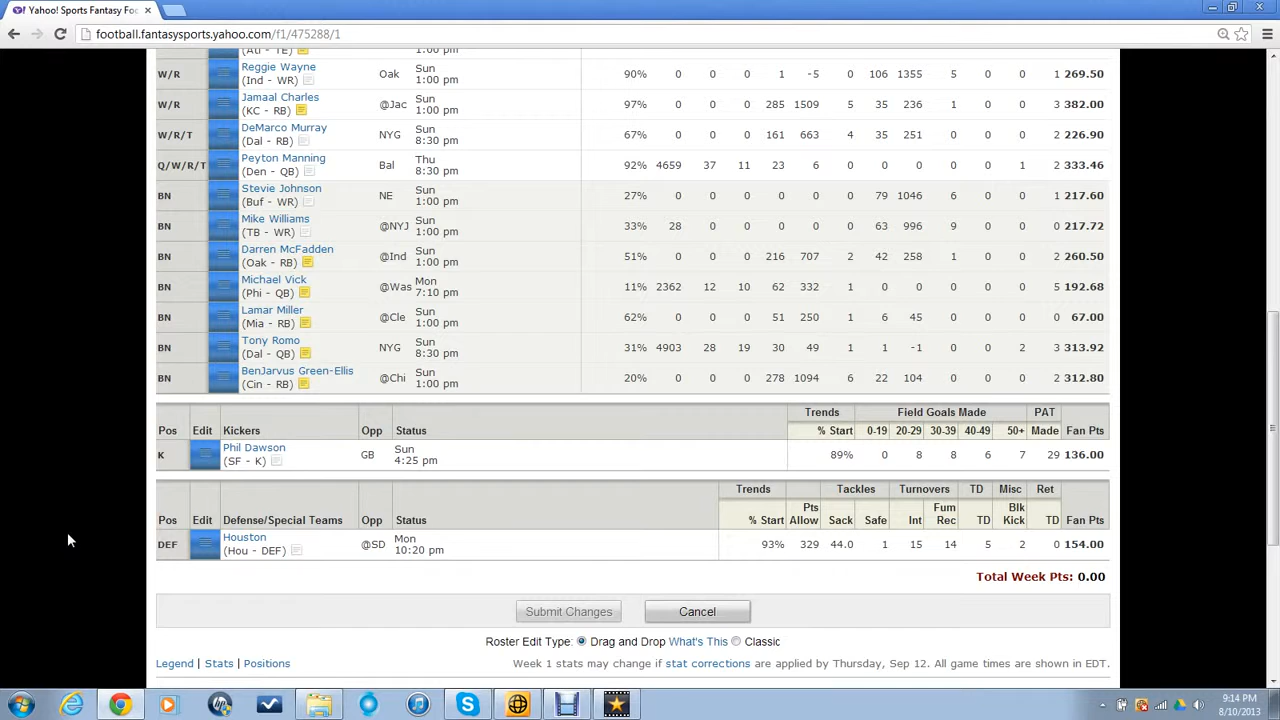 Yahoo! Sports Fantasy Foo
football.fantasysports.yahoo.com/f1/475288/1
(Atl - TE) 1:00 pm
W/R Reggie Wayne (Ind - WR) Sun 1:00 pm 90% 0 0 0 1 -5 0 106 1355 5 0 0 1 269.50
W/R Jamaal Charles (KC - RB) @Jac Sun 1:00 pm 97% 0 0 0 285 1509 5 35 236 1 0 0 3 382.00
W/R/T DeMarco Murray (Dal - RB) NYG Sun 8:30 pm 67% 0 0 0 161 663 4 35 251 0 0 0 2 226.90
Q/W/R/T Peyton Manning (Den - QB) Bal Thu 8:30 pm 92% 4659 37 11 23 6 0 0 0 0 0 1 2 333.46
BN Stevie Johnson (Buf - WR) NE Sun 1:00 pm 27% 0 0 0 0 0 0 79 1046 6 0 0 1 217.60
BN Mike Williams (TB - WR) @NYJ Sun 1:00 pm 33% 28 0 0 0 0 0 63 996 9 0 0 0 217.72
BN Darren McFadden (Oak - RB) @Ind Sun 1:00 pm 51% 0 0 0 216 707 2 42 258 1 0 0 2 260.50
BN Michael Vick (Phi - QB) @Was Mon 7:10 pm 11% 2362 12 10 62 332 1 0 0 0 0 0 5 192.68
BN Lamar Miller (Mia - RB) @Cle Sun 1:00 pm 62% 0 0 0 51 250 1 6 45 0 0 0 0 67.00
BN Tony Romo (Dal - QB) NYG Sun 8:30 pm 31% 4903 28 19 30 49 1 1 1 0 0 2 3 313.92
BN BenJarvus Green-Ellis (Cin - RB) @Chi Sun 1:00 pm 20% 0 0 0 278 1094 6 22 104 0 0 0 2 312.80
Trends Field Goals Made PAT
Pos Edit Kickers Opp Status % Start 0-19 20-29 30-39 40-49 50+ Made Fan Pts
K Phil Dawson (SF - K) GB Sun 4:25 pm 89% 0 8 8 6 7 29 136.00
Trends Tackles Turnovers TD Misc Ret
Pos Edit Defense/Special Teams Opp Status % Start Pts Allow Sack Safe Int Fum Rec TD Blk Kick TD Fan Pts
DEF Houston (Hou - DEF) @SD Mon 10:20 pm 93% 329 44.0 1 15 14 5 2 0 154.00
Total Week Pts: 0.00
Submit Changes Cancel
Roster Edit Type: Drag and Drop What's This Classic
Legend | Stats | Positions Week 1 stats may change if stat corrections are applied by Thursday, Sep 12. All game times are shown in EDT.
9:14 PM
8/10/2013